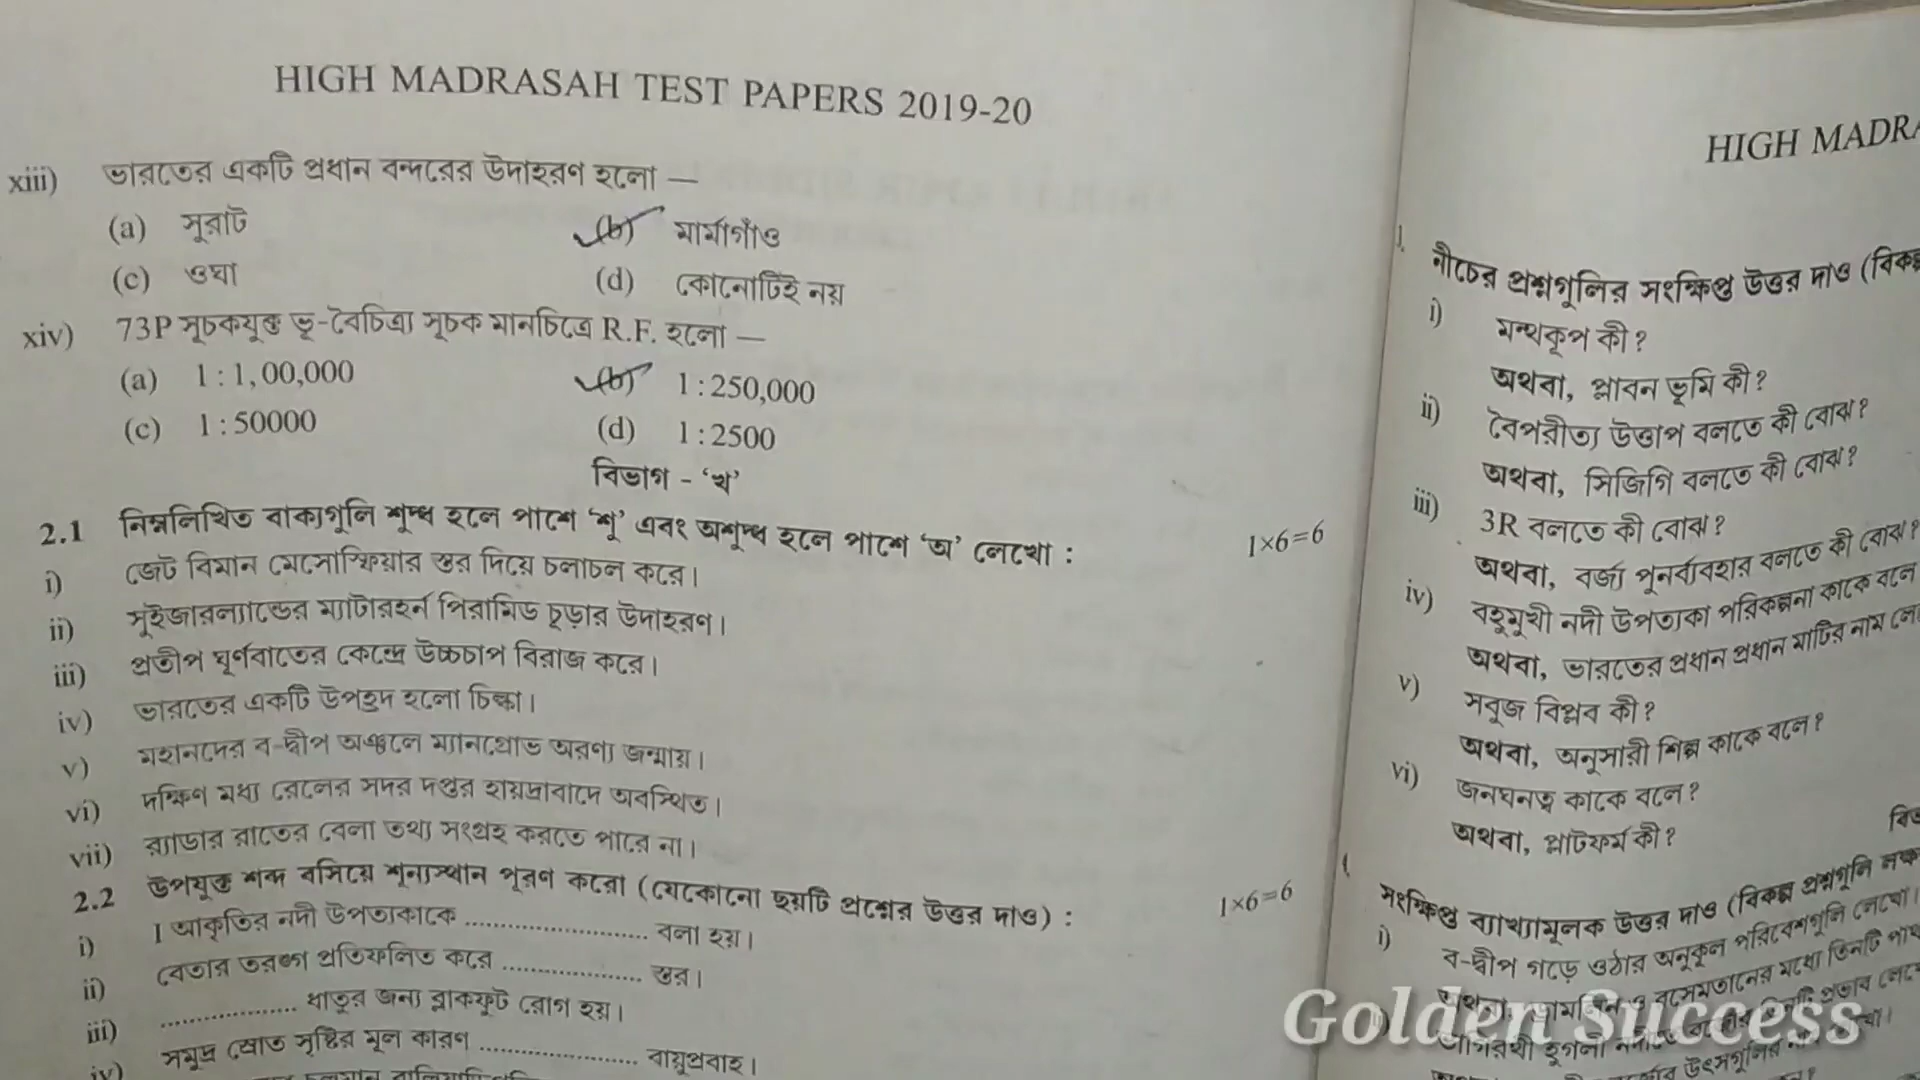 HIGH MADRASAH TEST PAPERS 2019-20
xiii) ভারতের একটি প্রধান বন্দরের উদাহরণ হলো —
(a) সুরাট (b) মার্মাগাঁও
(c) ওখা (d) কোনোটিই নয়
xiv) 73P সূচকযুক্ত ভূ-বৈচিত্র্য সূচক মানচিত্রে R.F. হলো —
(a) 1 : 1,00,000 (b) 1 : 250,000
(c) 1 : 50000 (d) 1 : 2500
বিভাগ - ‘খ’
2.1 নিম্নলিখিত বাক্যগুলি শুদ্ধ হলে পাশে ‘শু’ এবং অশুদ্ধ হলে পাশে ‘অ’ লেখো : 1×6=6
i) জেট বিমান মেসোস্ফিয়ার স্তর দিয়ে চলাচল করে।
ii) সুইজারল্যান্ডের ম্যাটারহর্ন পিরামিড চূড়ার উদাহরণ।
iii) প্রতীপ ঘূর্ণবাতের কেন্দ্রে উচ্চচাপ বিরাজ করে।
iv) ভারতের একটি উপহ্রদ হলো চিল্কা।
v) মহানদের ব-দ্বীপ অঞ্চলে ম্যানগ্রোভ অরণ্য জন্মায়।
vi) দক্ষিণ মধ্য রেলের সদর দপ্তর হায়দ্রাবাদে অবস্থিত।
vii) র‍্যাডার রাতের বেলা তথ্য সংগ্রহ করতে পারে না।
2.2 উপযুক্ত শব্দ বসিয়ে শূন্যস্থান পূরণ করো (যেকোনো ছয়টি প্রশ্নের উত্তর দাও) : 1×6=6
i) I আকৃতির নদী উপত্যকাকে ........................ বলা হয়।
ii) বেতার তরঙ্গ প্রতিফলিত করে .................. স্তর।
iii) .................. ধাতুর জন্য ব্লাকফুট রোগ হয়।
iv) সমুদ্র স্রোত সৃষ্টির মূল কারণ .................... বায়ুপ্রবাহ।
HIGH MADRA
নীচের প্রশ্নগুলির সংক্ষিপ্ত উত্তর দাও (বিকল্প
i) মন্থকূপ কী?
অথবা, প্লাবন ভূমি কী?
ii) বৈপরীত্য উত্তাপ বলতে কী বোঝ?
অথবা, সিজিগি বলতে কী বোঝ?
iii) 3R বলতে কী বোঝ?
অথবা, বর্জ্য পুনর্ব্যবহার বলতে কী বোঝ?
iv) বহুমুখী নদী উপত্যকা পরিকল্পনা কাকে বলে
অথবা, ভারতের প্রধান প্রধান মাটির নাম
v) সবুজ বিপ্লব কী?
অথবা, অনুসারী শিল্প কাকে বলে?
vi) জনঘনত্ব কাকে বলে?
অথবা, প্লাটফর্ম কী?
সংক্ষিপ্ত ব্যাখ্যামূলক উত্তর দাও (বিকল্প প্রশ্নগুলি
i) ব-দ্বীপ গড়ে ওঠার অনুকূল পরিবেশগুলি লেখো।
মধ্যে তিনটি
Golden Success